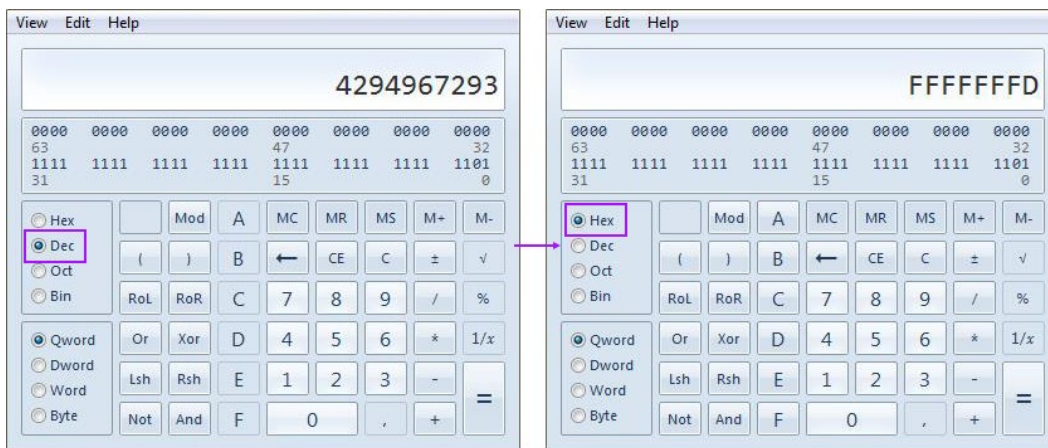 View Edit Help
4294967293
0000 0000 0000 0000 0000 0000 0000 0000
63 47 32
1111 1111 1111 1111 1111 1111 1111 1101
31 15 0
Hex Mod A MC MR MS M+ M-
Dec ( ) B ← CE C ± √
Oct
Bin RoL RoR C 7 8 9 / %
Qword Or Xor D 4 5 6 * 1/x
Dword Lsh Rsh E 1 2 3 - =
Word
Byte Not And F 0 , +
View Edit Help
FFFFFFFD
0000 0000 0000 0000 0000 0000 0000 0000
63 47 32
1111 1111 1111 1111 1111 1111 1111 1101
31 15 0
Hex Mod A MC MR MS M+ M-
Dec ( ) B ← CE C ± √
Oct
Bin RoL RoR C 7 8 9 / %
Qword Or Xor D 4 5 6 * 1/x
Dword Lsh Rsh E 1 2 3 - =
Word
Byte Not And F 0 , +